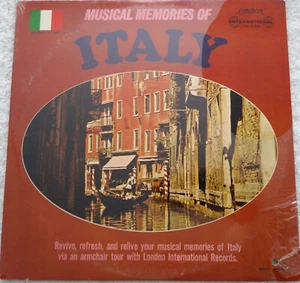 MUSICAL MEMORIES OF
ITALY
INTERNATIONAL
Revive, refresh, and relive your musical memories of Italy
via an armchair tour with London International Records.